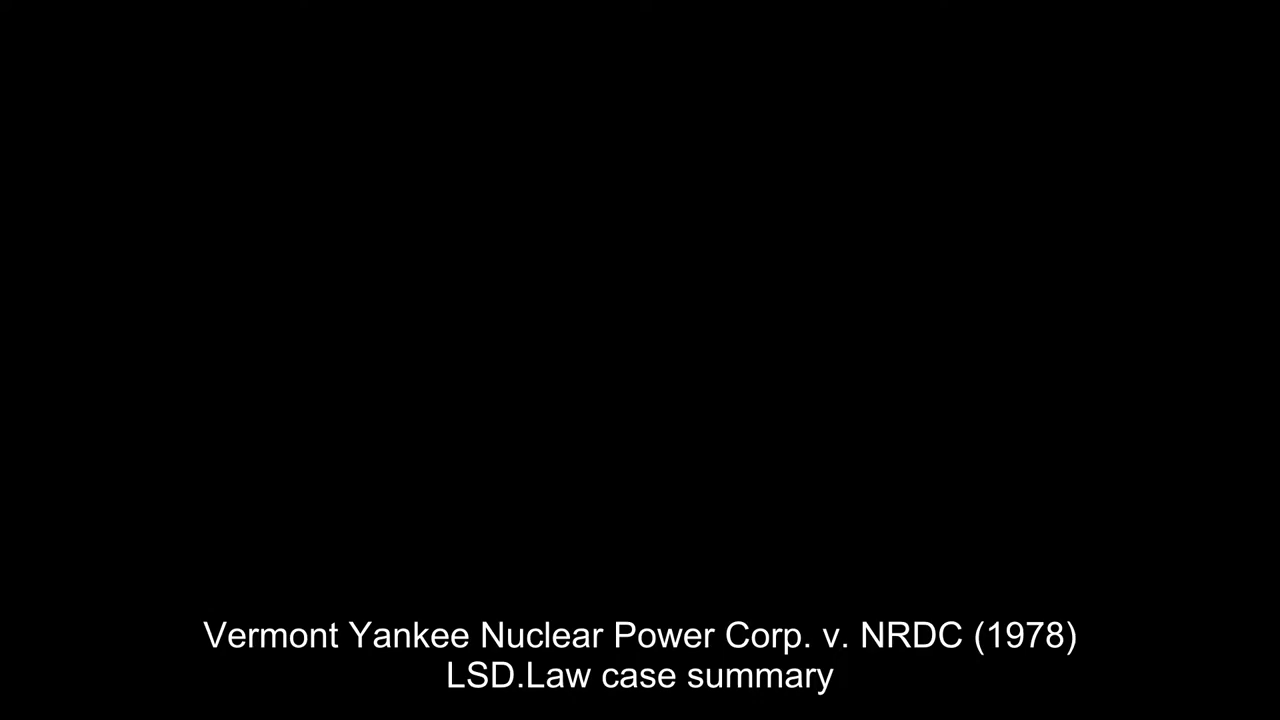 Vermont Yankee Nuclear Power Corp. v. NRDC (1978)
LSD.Law case summary